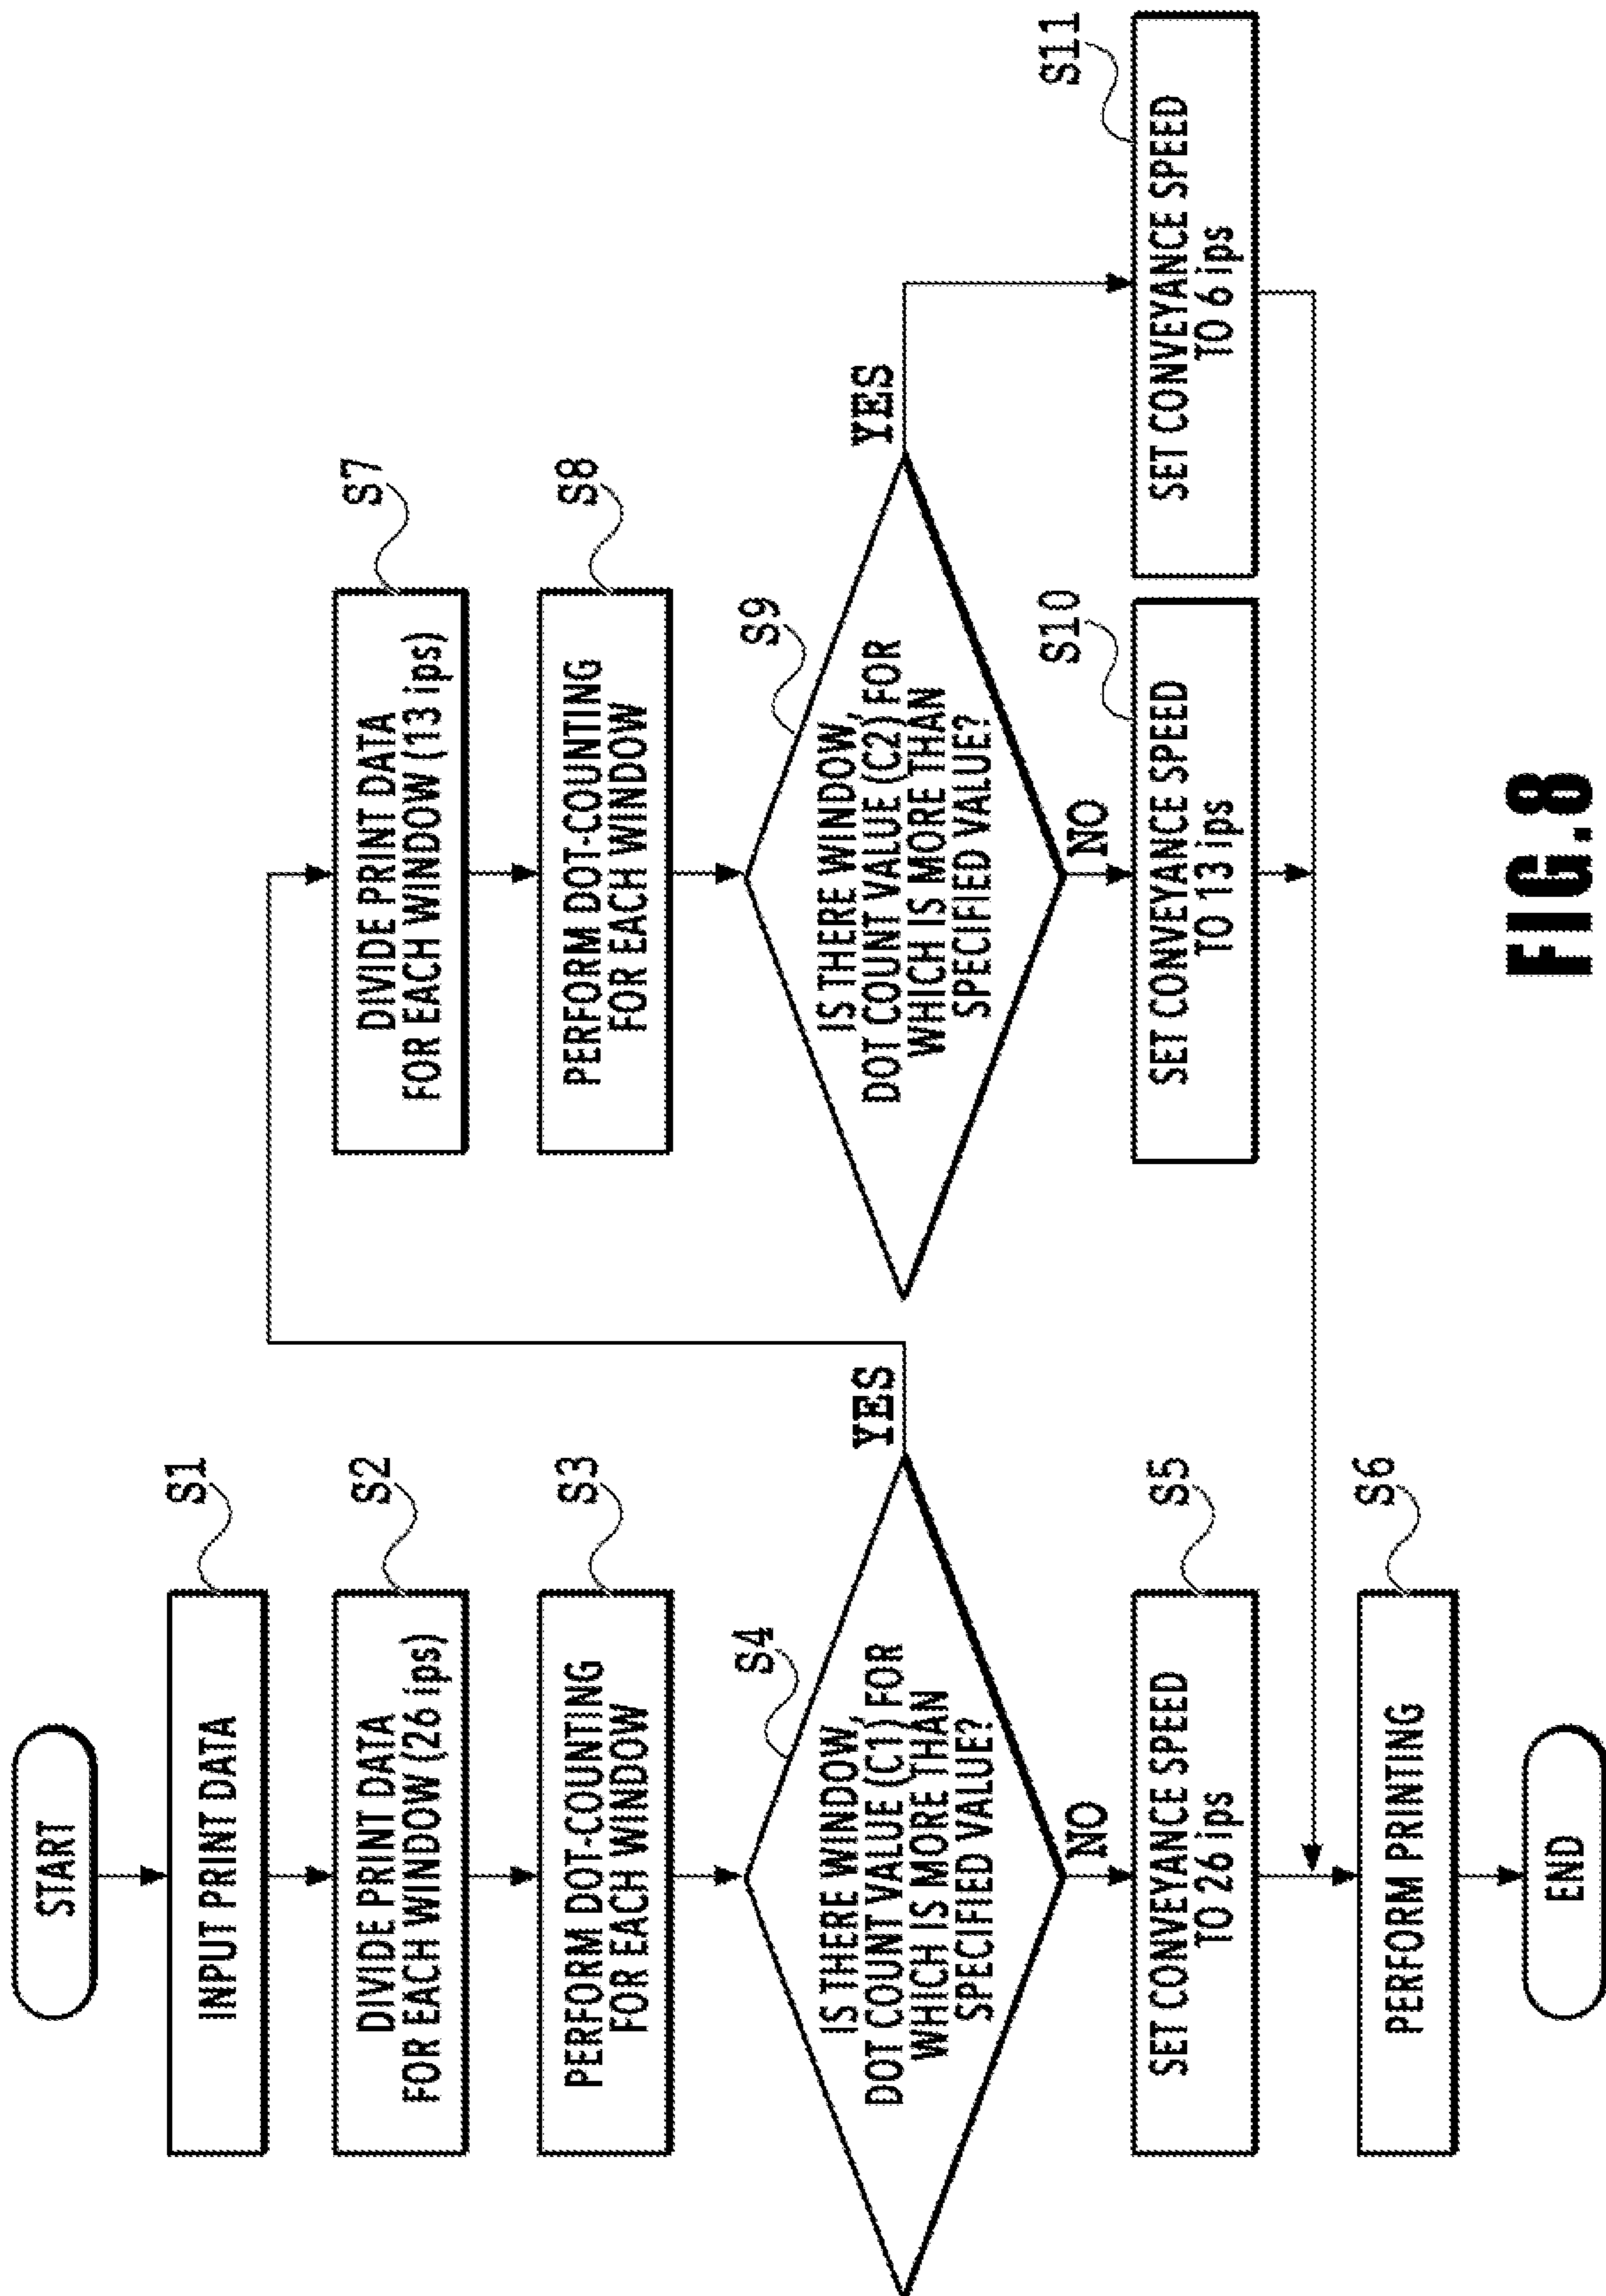 START
S1
INPUT PRINT DATA
S2
DIVIDE PRINT DATA
FOR EACH WINDOW (26 ips)
S3
PERFORM DOT-COUNTING
FOR EACH WINDOW
S4
IS THERE WINDOW,
DOT COUNT VALUE (C1) FOR
WHICH IS MORE THAN
SPECIFIED VALUE?
YES
NO
S5
SET CONVEYANCE SPEED
TO 26 ips
S6
PERFORM PRINTING
END
S7
DIVIDE PRINT DATA
FOR EACH WINDOW (13 ips)
S8
PERFORM DOT-COUNTING
FOR EACH WINDOW
S9
IS THERE WINDOW,
DOT COUNT VALUE (C2) FOR
WHICH IS MORE THAN
SPECIFIED VALUE?
YES
NO
S10
SET CONVEYANCE SPEED
TO 13 ips
S11
SET CONVEYANCE SPEED
TO 6 ips
FIG.8